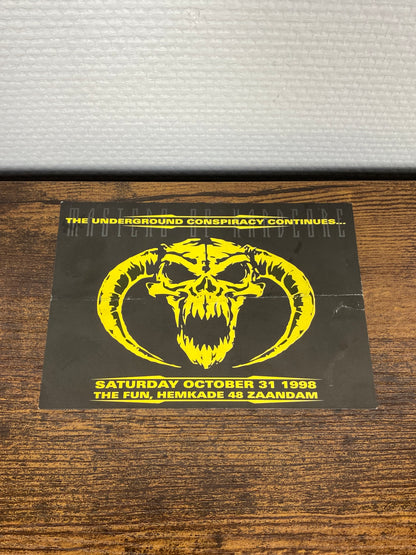 MASTERS OF HARDCORE
THE UNDERGROUND CONSPIRACY CONTINUES...
SATURDAY OCTOBER 31 1998
THE FUN, HEMKADE 48 ZAANDAM